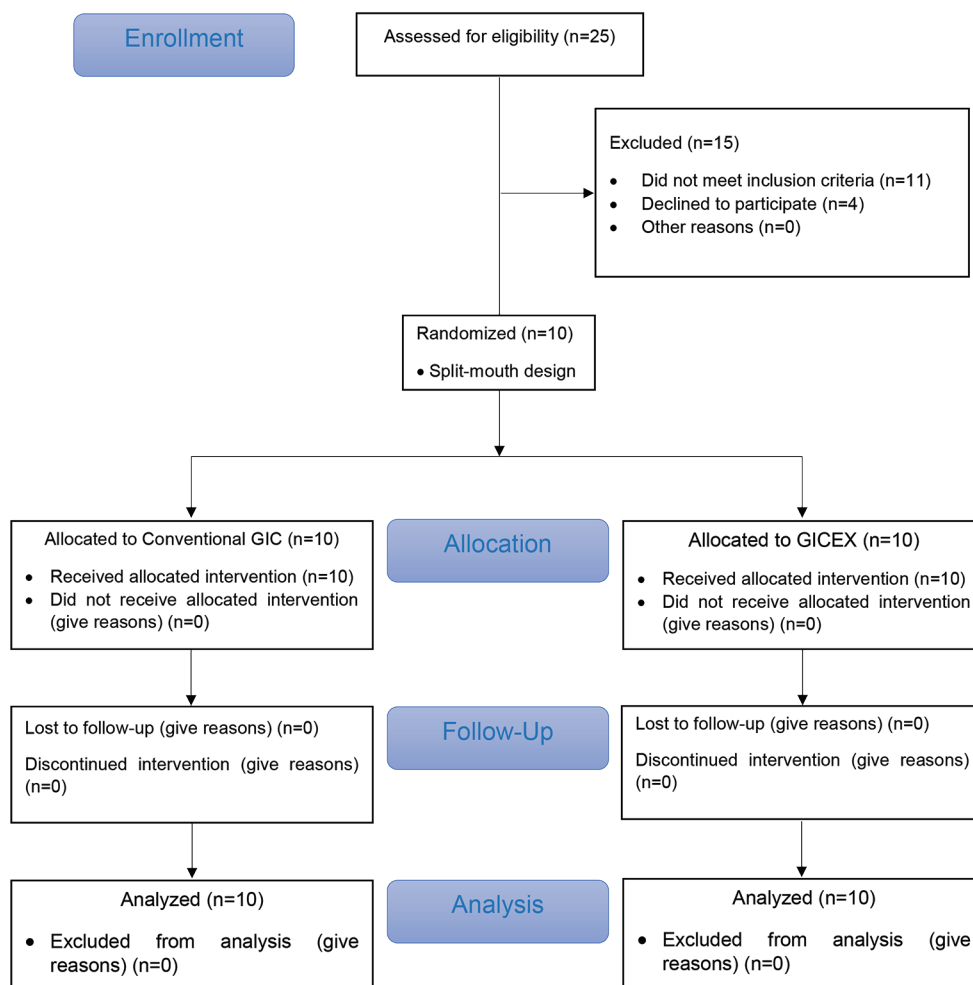 Enrollment
Assessed for eligibility (n=25)
Excluded (n=15)
• Did not meet inclusion criteria (n=11)
• Declined to participate (n=4)
• Other reasons (n=0)
Randomized (n=10)
• Split-mouth design
Allocation
Allocated to Conventional GIC (n=10)
• Received allocated intervention (n=10)
• Did not receive allocated intervention
(give reasons) (n=0)
Allocated to GICEX (n=10)
• Received allocated intervention (n=10)
• Did not receive allocated intervention
(give reasons) (n=0)
Follow-Up
Lost to follow-up (give reasons) (n=0)
Discontinued intervention (give reasons)
(n=0)
Lost to follow-up (give reasons) (n=0)
Discontinued intervention (give reasons)
(n=0)
Analysis
Analyzed (n=10)
• Excluded from analysis (give
reasons) (n=0)
Analyzed (n=10)
• Excluded from analysis (give
reasons) (n=0)